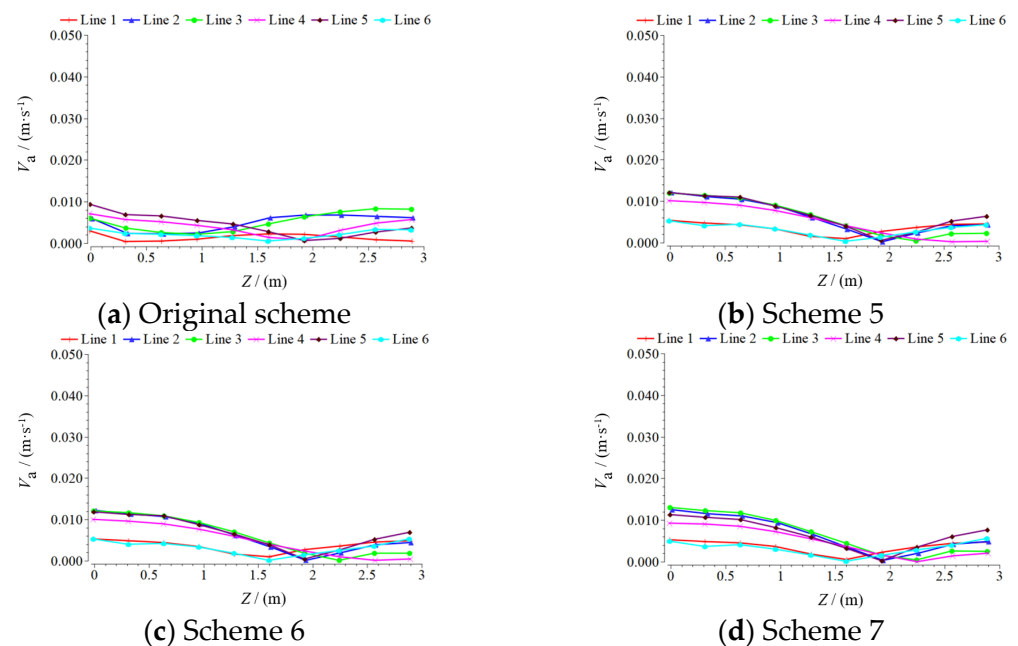 Line 1 Line 2 Line 3 Line 4 Line 5 Line 6
0.050
0.040
0.030
0.020
0.010
0.000
Va / (m·s-1)
0 0.5 1 1.5 2 2.5 3
Z / (m)
(a) Original scheme
Line 1 Line 2 Line 3 Line 4 Line 5 Line 6
0.050
0.040
0.030
0.020
0.010
0.000
Va / (m·s-1)
0 0.5 1 1.5 2 2.5 3
Z / (m)
(b) Scheme 5
Line 1 Line 2 Line 3 Line 4 Line 5 Line 6
0.050
0.040
0.030
0.020
0.010
0.000
Va / (m·s-1)
0 0.5 1 1.5 2 2.5 3
Z / (m)
(c) Scheme 6
Line 1 Line 2 Line 3 Line 4 Line 5 Line 6
0.050
0.040
0.030
0.020
0.010
0.000
Va / (m·s-1)
0 0.5 1 1.5 2 2.5 3
Z / (m)
(d) Scheme 7